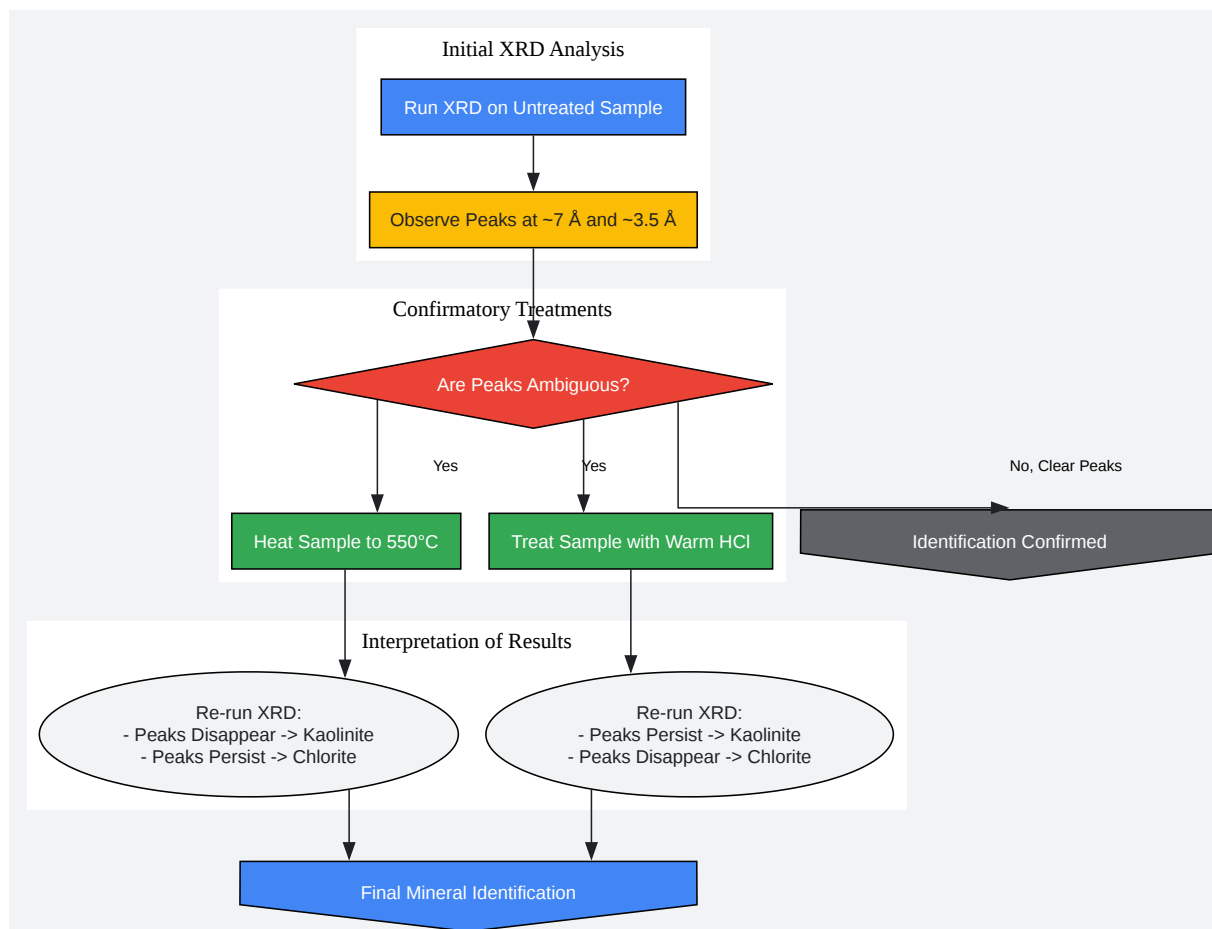 Initial XRD Analysis
Run XRD on Untreated Sample
Observe Peaks at ~7 Å and ~3.5 Å
Confirmatory Treatments
Are Peaks Ambiguous?
Yes
Yes
No, Clear Peaks
Heat Sample to 550°C
Treat Sample with Warm HCl
Identification Confirmed
Interpretation of Results
Re-run XRD:
- Peaks Disappear -> Kaolinite
- Peaks Persist -> Chlorite
Re-run XRD:
- Peaks Persist -> Kaolinite
- Peaks Disappear -> Chlorite
Final Mineral Identification